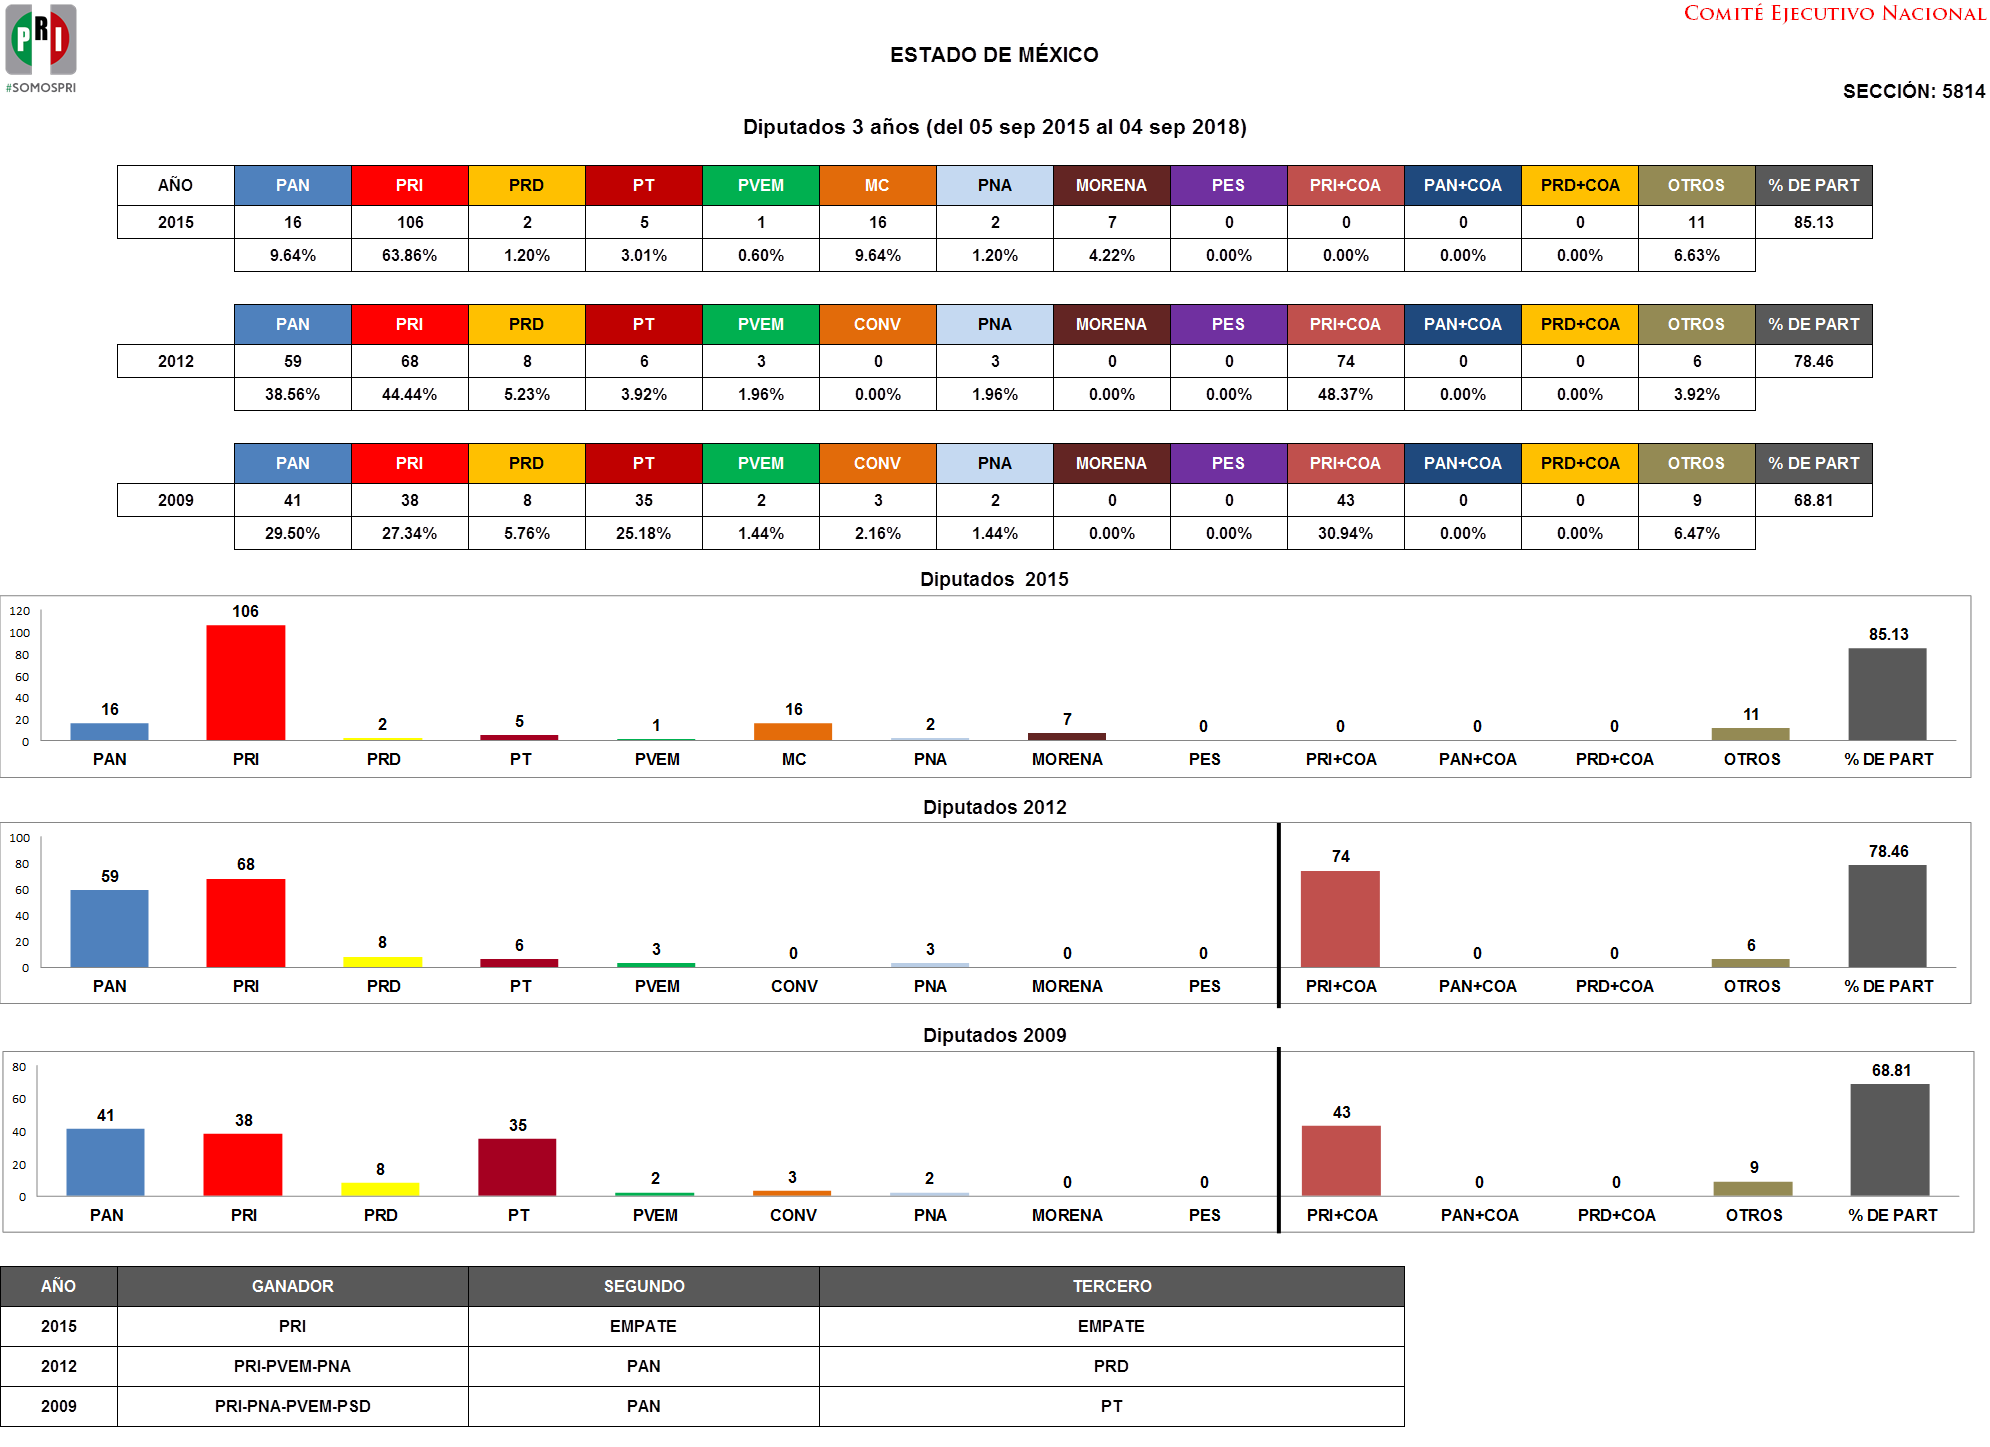 PRI
#SOMOSPRI
COMITÉ EJECUTIVO NACIONAL
ESTADO DE MÉXICO
SECCIÓN: 5814
Diputados 3 años (del 05 sep 2015 al 04 sep 2018)
AÑO PAN PRI PRD PT PVEM MC PNA MORENA PES PRI+COA PAN+COA PRD+COA OTROS % DE PART
2015 16 106 2 5 1 16 2 7 0 0 0 0 11 85.13
9.64% 63.86% 1.20% 3.01% 0.60% 9.64% 1.20% 4.22% 0.00% 0.00% 0.00% 0.00% 6.63%
PAN PRI PRD PT PVEM CONV PNA MORENA PES PRI+COA PAN+COA PRD+COA OTROS % DE PART
2012 59 68 8 6 3 0 3 0 0 74 0 0 6 78.46
38.56% 44.44% 5.23% 3.92% 1.96% 0.00% 1.96% 0.00% 0.00% 48.37% 0.00% 0.00% 3.92%
PAN PRI PRD PT PVEM CONV PNA MORENA PES PRI+COA PAN+COA PRD+COA OTROS % DE PART
2009 41 38 8 35 2 3 2 0 0 43 0 0 9 68.81
29.50% 27.34% 5.76% 25.18% 1.44% 2.16% 1.44% 0.00% 0.00% 30.94% 0.00% 0.00% 6.47%
Diputados 2015
120
100
80
60
40
20
0
16 106 2 5 1 16 2 7 0 0 0 0 11 85.13
PAN PRI PRD PT PVEM MC PNA MORENA PES PRI+COA PAN+COA PRD+COA OTROS % DE PART
Diputados 2012
100
80
60
40
20
0
59 68 8 6 3 0 3 0 0 74 0 0 6 78.46
PAN PRI PRD PT PVEM CONV PNA MORENA PES PRI+COA PAN+COA PRD+COA OTROS % DE PART
Diputados 2009
80
60
40
20
0
41 38 8 35 2 3 2 0 0 43 0 0 9 68.81
PAN PRI PRD PT PVEM CONV PNA MORENA PES PRI+COA PAN+COA PRD+COA OTROS % DE PART
AÑO GANADOR SEGUNDO TERCERO
2015 PRI EMPATE EMPATE
2012 PRI-PVEM-PNA PAN PRD
2009 PRI-PNA-PVEM-PSD PAN PT